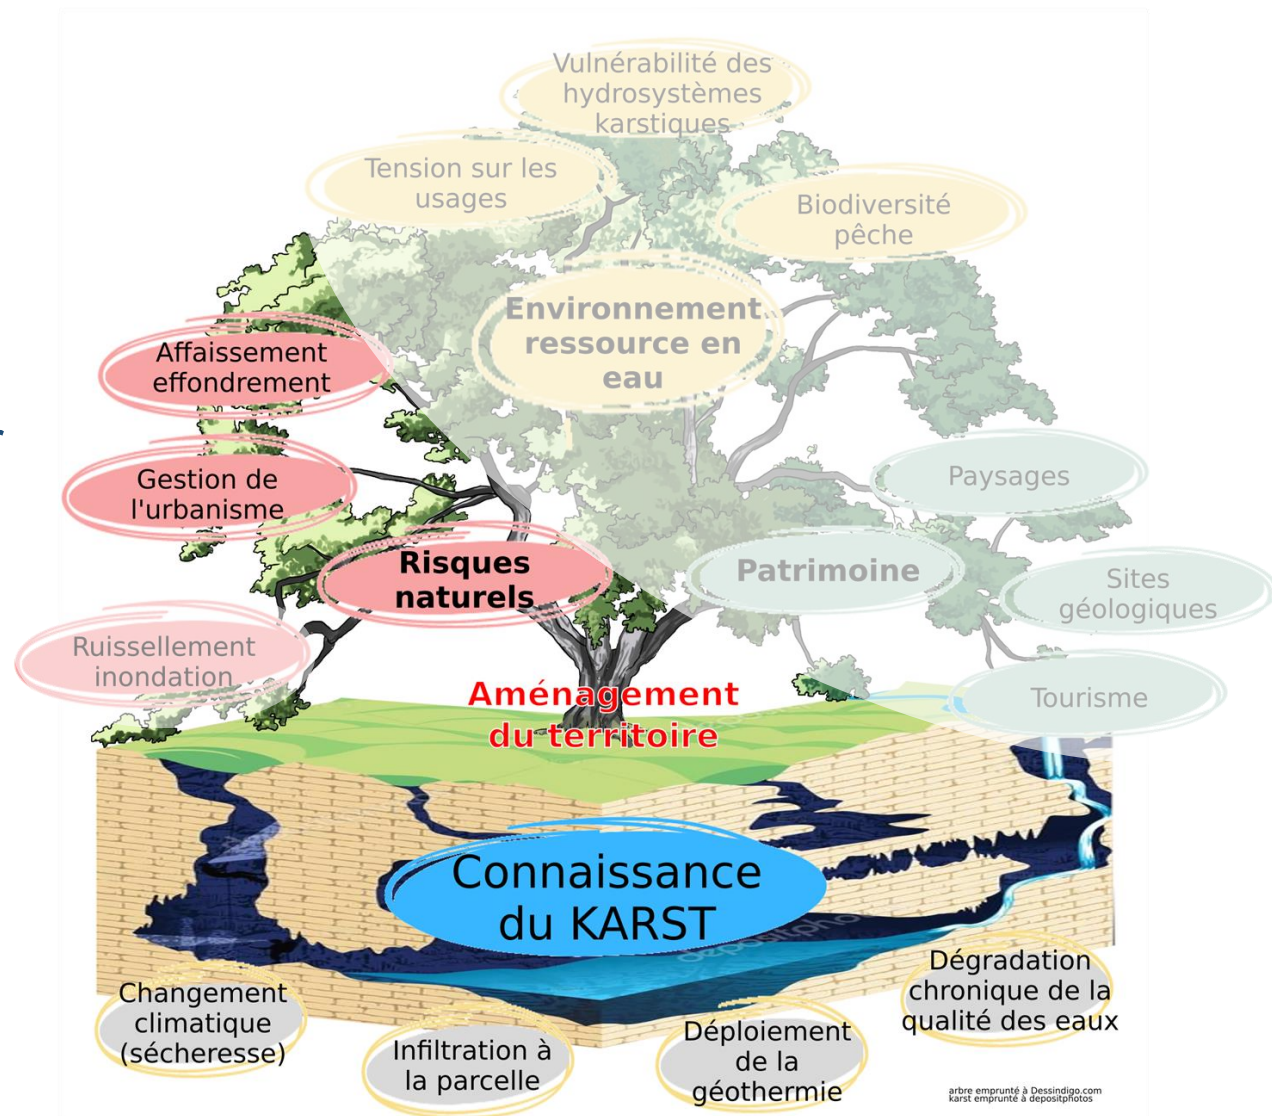 Vulnérabilité des
hydrosystèmes
karstiques
Tension sur les
usages
Biodiversité
pêche
Environnement
ressource en
eau
Affaissement
effondrement
Gestion de
l'urbanisme
Paysages
Risques
naturels
Patrimoine
Sites
géologiques
Ruissellement
inondation
Tourisme
Aménagement
du territoire
Connaissance
du KARST
depositphotos
Changement
climatique
(sécheresse)
Infiltration à
la parcelle
Déploiement
de la
géothermie
Dégradation
chronique de la
qualité des eaux
arbre emprunté à Dessindigo.com
karst emprunté à depositphotos